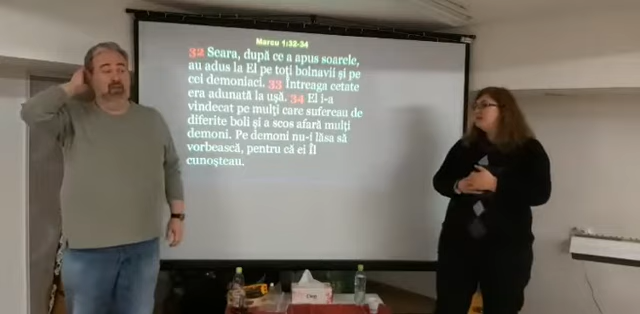 Marcu 1:32-34
32 Seara, după ce a apus soarele,
au adus la El pe toți bolnavii și pe
cei demoniaci. 33 Întreaga cetate
era adunată la ușă. 34 El i-a
vindecat pe mulți care sufereau de
diferite boli și a scos afară mulți
demoni. Pe demoni nu-i lăsa să
vorbească, pentru că ei Îl
cunoșteau.